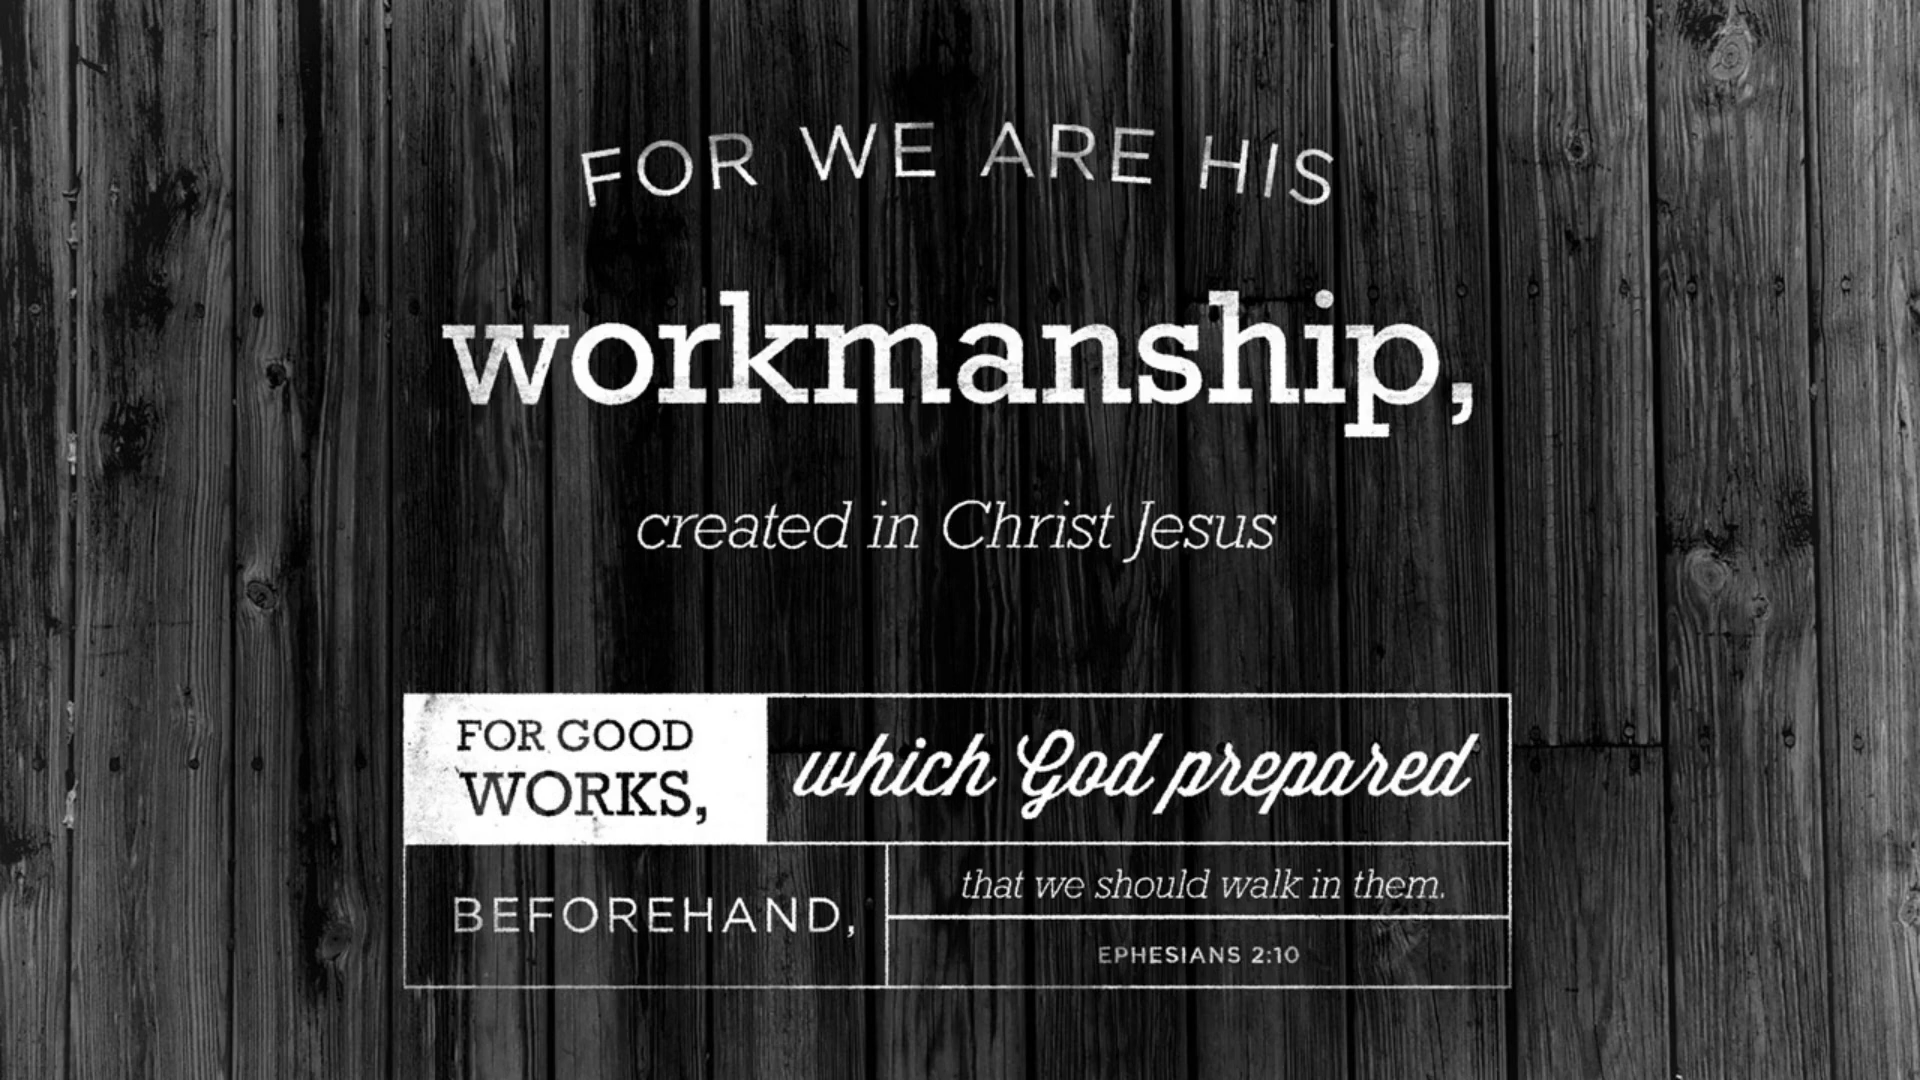 FOR WE ARE HIS
workmanship,
created in Christ Jesus
FOR GOOD
WORKS,
which God prepared
BEFOREHAND,
that we should walk in them.
EPHESIANS 2:10